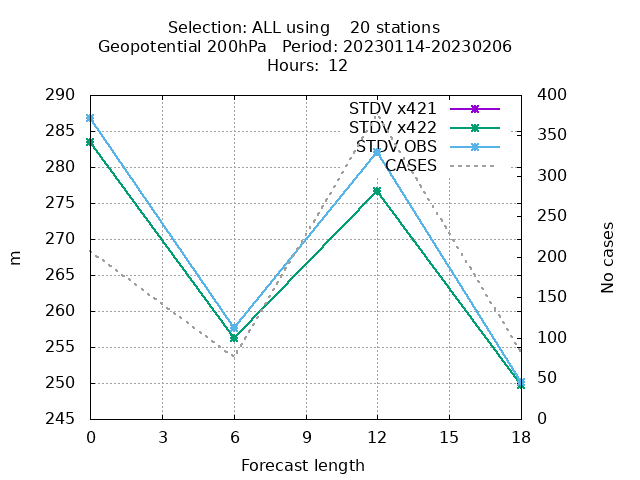 Selection: ALL using    20 stations
Geopotential 200hPa   Period: 20230114-20230206
Hours:  12
290
285
280
275
270
265
260
255
250
245
400
350
300
250
200
150
100
50
0
STDV x421
STDV x422
STDV OBS
CASES
m
No cases
0 3 6 9 12 15 18
Forecast length